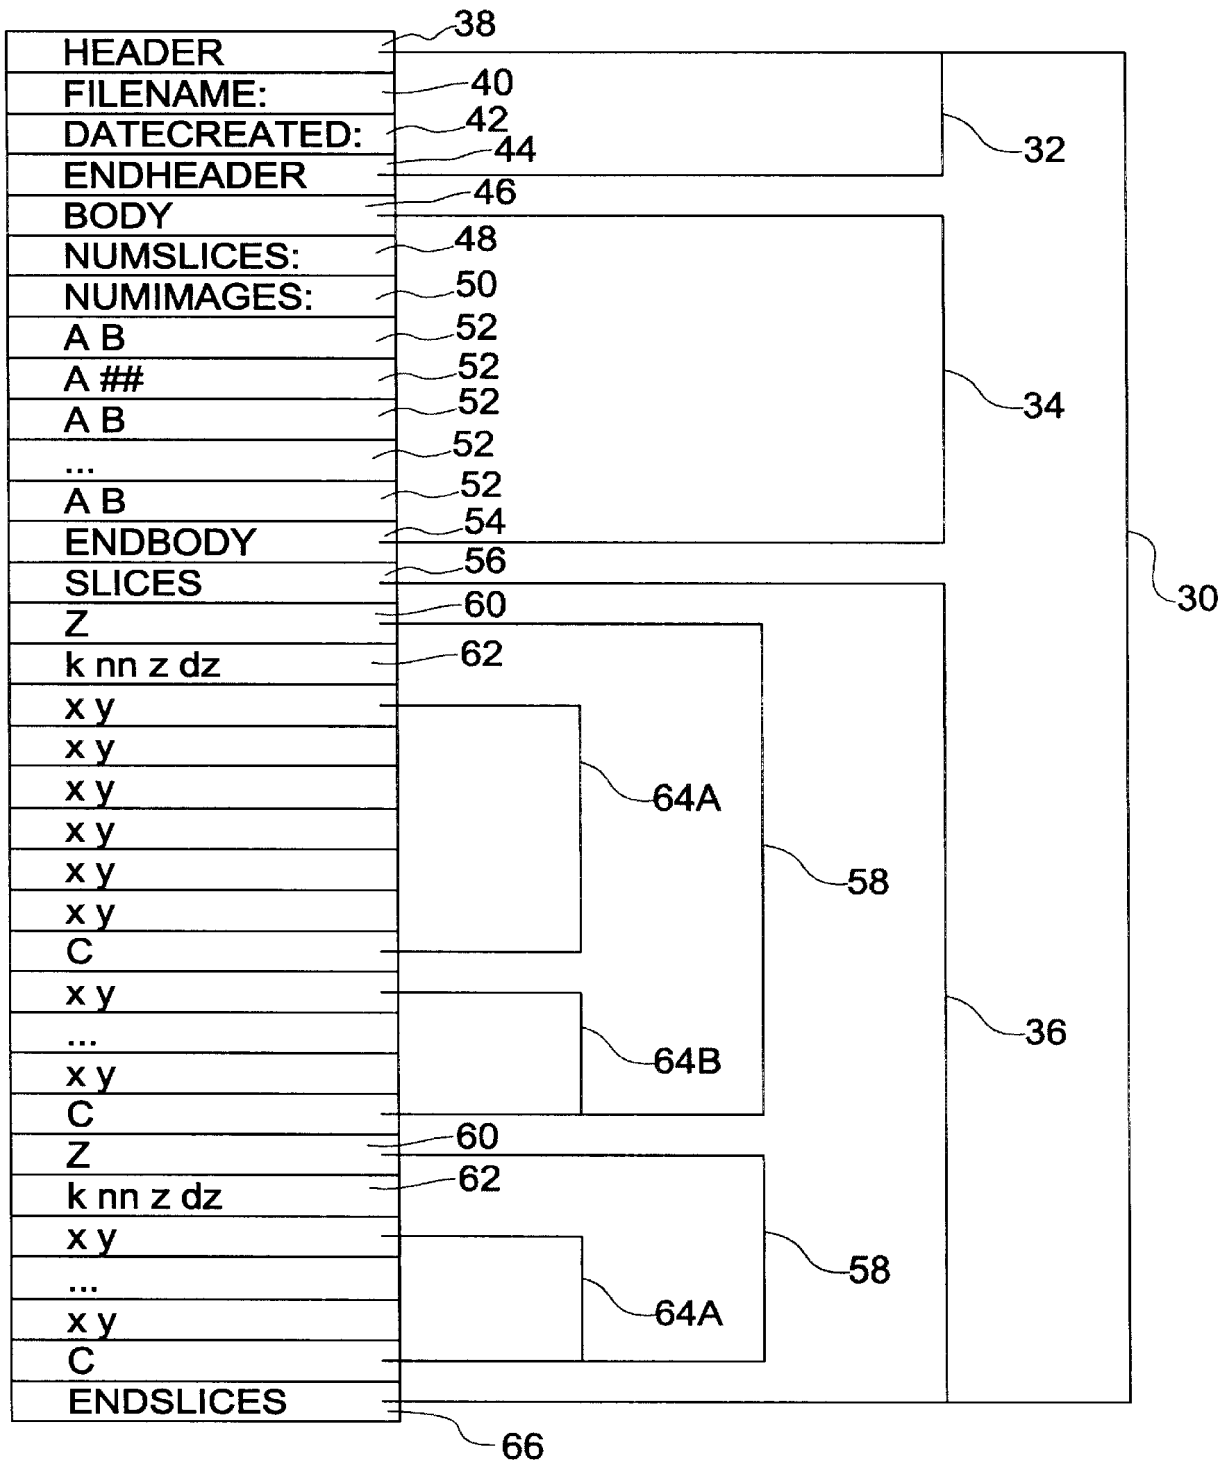 HEADER 38
FILENAME: 40
DATECREATED: 42
ENDHEADER 44
32
BODY 46
NUMSLICES: 48
NUMIMAGES: 50
A B 52
A ## 52
34
A B 52
... 52
A B 52
ENDBODY 54
SLICES 56
30
Z 60
k nn z dz 62
x y
x y
x y
64A
x y
x y
58
x y
C
x y
...
36
x y
64B
C
Z 60
k nn z dz 62
x y
...
58
x y
64A
C
ENDSLICES
66